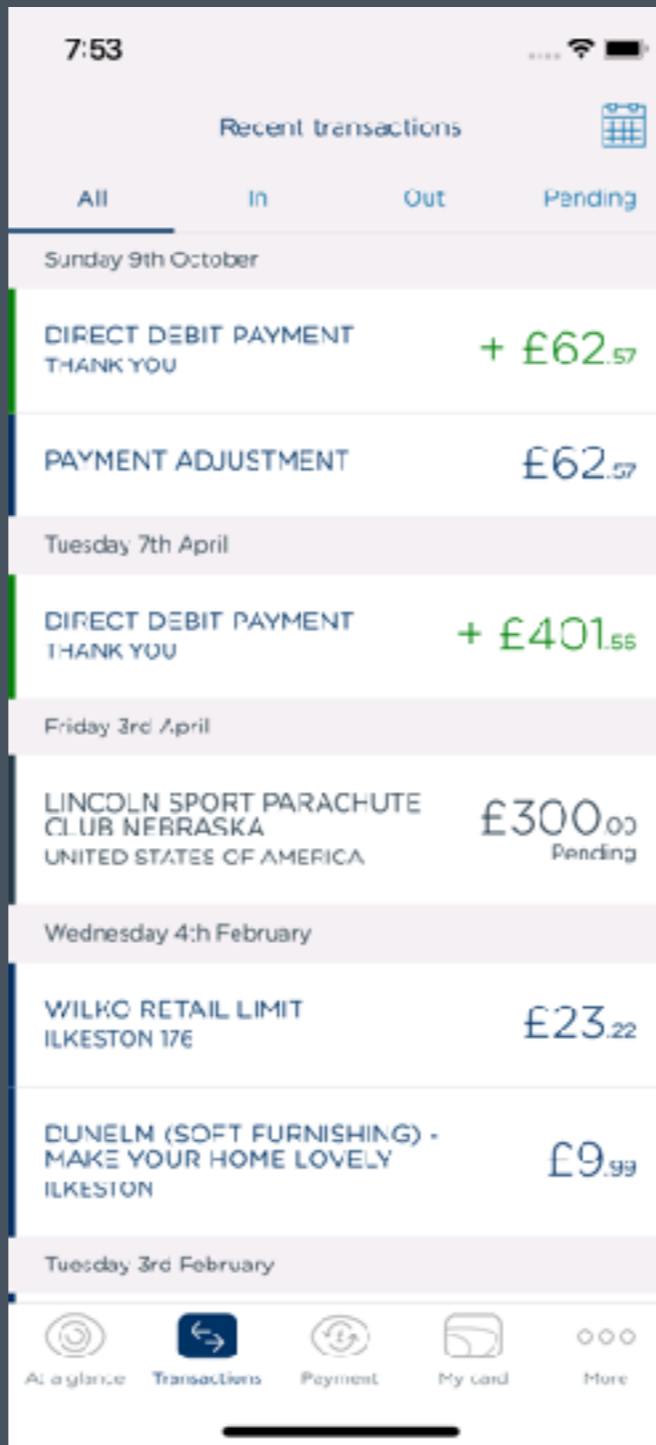 7:53
Recent transactions
All In Out Pending
Sunday 9th October
DIRECT DEBIT PAYMENT
THANK YOU
+ £62.57
PAYMENT ADJUSTMENT
£62.57
Tuesday 7th April
DIRECT DEBIT PAYMENT
THANK YOU
+ £401.56
Friday 3rd April
LINCOLN SPORT PARACHUTE
CLUB NEBRASKA
UNITED STATES OF AMERICA
£300.00
Pending
Wednesday 4th February
WILKO RETAIL LIMIT
ILKESTON 176
£23.22
DUNELM (SOFT FURNISHING) -
MAKE YOUR HOME LOVELY
ILKESTON
£9.99
Tuesday 3rd February
At a glance Transactions Payment My card More